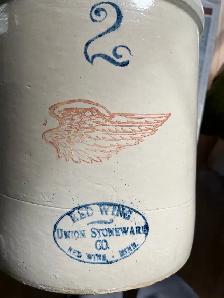 2
RED WING
UNION STONEWARE
CO.
RED WING, MINN.